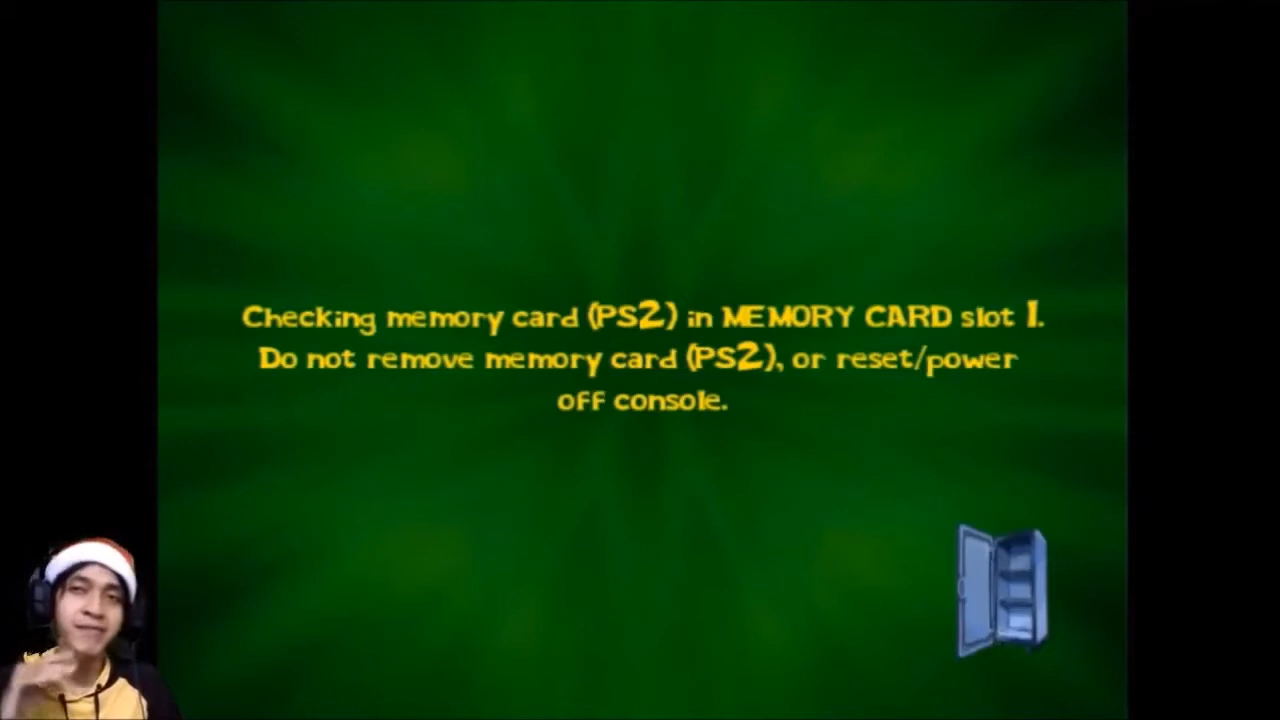 Checking memory card (PS2) in MEMORY CARD slot 1.
Do not remove memory card (PS2), or reset/power
off console.